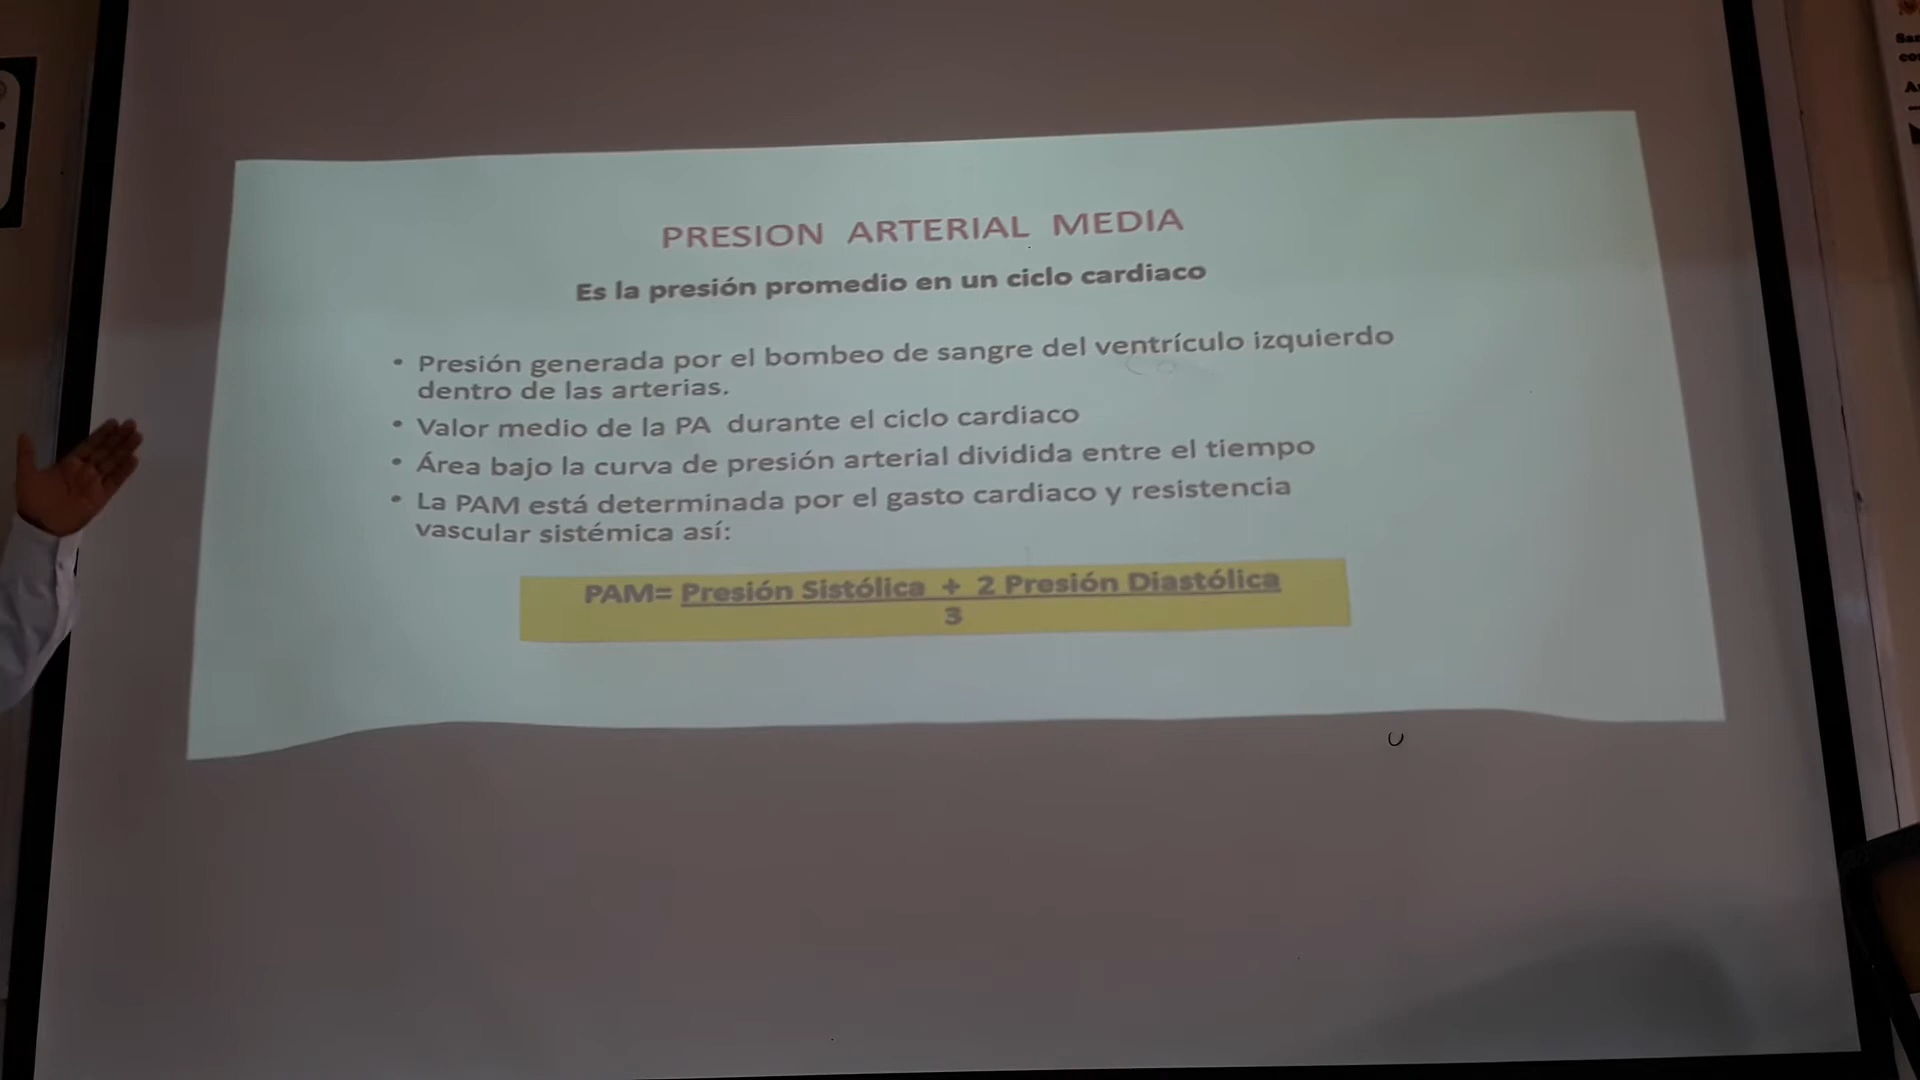 PRESION ARTERIAL MEDIA
Es la presión promedio en un ciclo cardiaco
• Presión generada por el bombeo de sangre del ventrículo izquierdo
dentro de las arterias.
• Valor medio de la PA durante el ciclo cardiaco
• Área bajo la curva de presión arterial dividida entre el tiempo
• La PAM está determinada por el gasto cardiaco y resistencia
vascular sistémica así:
PAM= Presión Sistólica + 2 Presión Diastólica
3